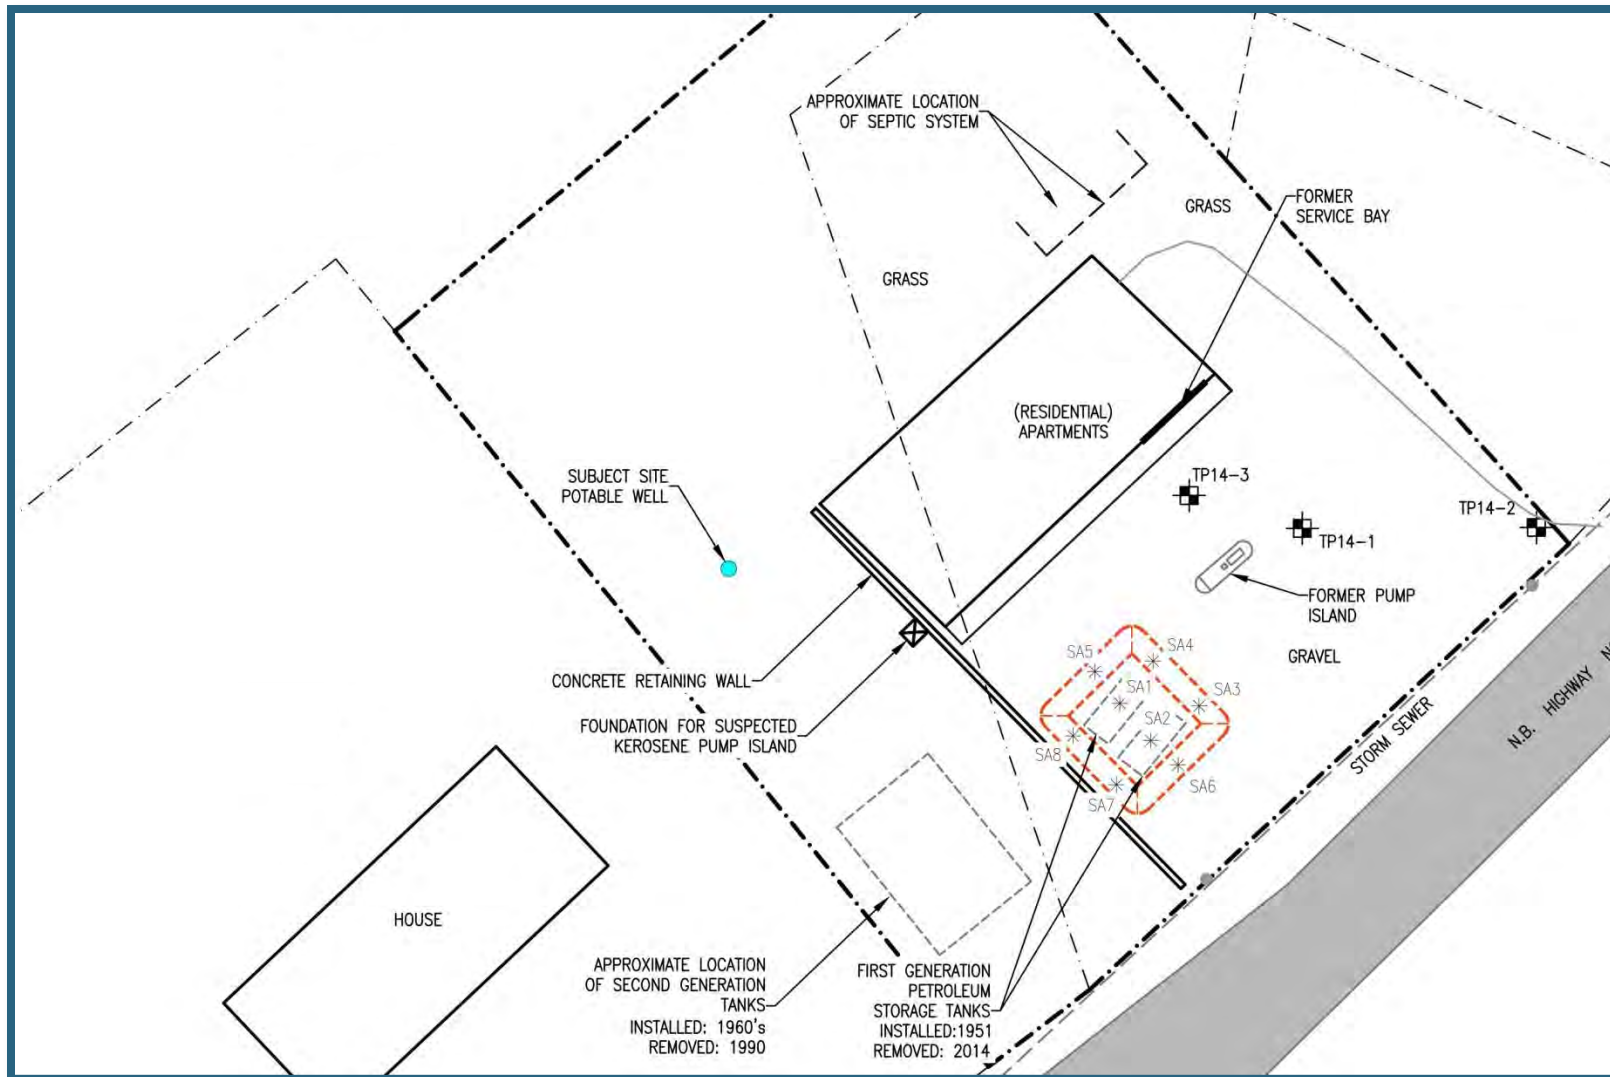 APPROXIMATE LOCATION
OF SEPTIC SYSTEM
GRASS
FORMER
SERVICE BAY
GRASS
(RESIDENTIAL)
APARTMENTS
SUBJECT SITE
POTABLE WELL
TP14-3
TP14-2
TP14-1
FORMER PUMP
ISLAND
GRAVEL
SA5
SA4
SA1
SA3
SA2
SA8
SA6
SA7
CONCRETE RETAINING WALL
FOUNDATION FOR SUSPECTED
KEROSENE PUMP ISLAND
STORM SEWER
N.B. HIGHWAY
HOUSE
APPROXIMATE LOCATION
OF SECOND GENERATION
TANKS
INSTALLED: 1960's
REMOVED: 1990
FIRST GENERATION
PETROLEUM
STORAGE TANKS
INSTALLED:1951
REMOVED: 2014